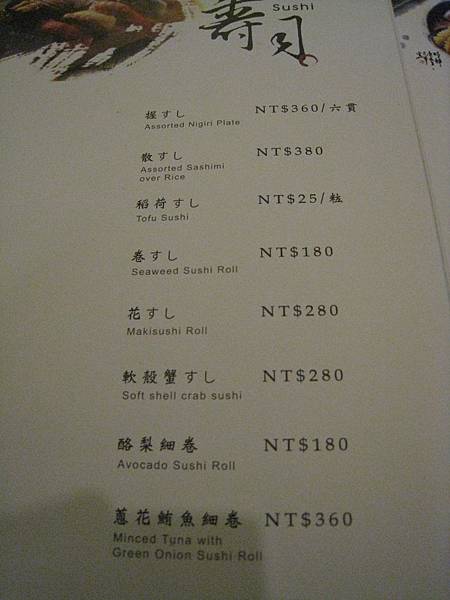 Sushi
壽司
握すし NT$360/六貫
Assorted Nigiri Plate
散すし NT$380
Assorted Sashimi
over Rice
稻荷すし NT$25/粒
Tofu Sushi
卷すし NT$180
Seaweed Sushi Roll
花すし NT$280
Makisushi Roll
軟殼蟹すし NT$280
Soft shell crab sushi
酪梨細卷 NT$180
Avocado Sushi Roll
蔥花鮪魚細卷 NT$360
Minced Tuna with
Green Onion Sushi Roll